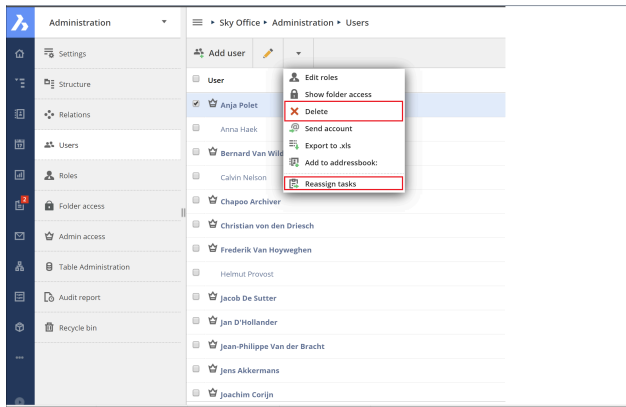 Administration
Sky Office ▸ Administration ▸ Users
Settings
Structure
Relations
Users
Roles
Folder access
Admin access
Table Administration
Audit report
Recycle bin
2
17
Add user
User
Anja Polet
Anna Haek
Bernard Van Wild
Calvin Nelson
Chapoo Archiver
Christian von den Driesch
Frederik Van Hoyweghen
Helmut Provost
Jacob De Sutter
Jan D'Hollander
Jean-Philippe Van der Bracht
Jens Akkermans
Joachim Corijn
Edit roles
Show folder access
Delete
Send account
Export to .xls
Add to addressbook:
Reassign tasks